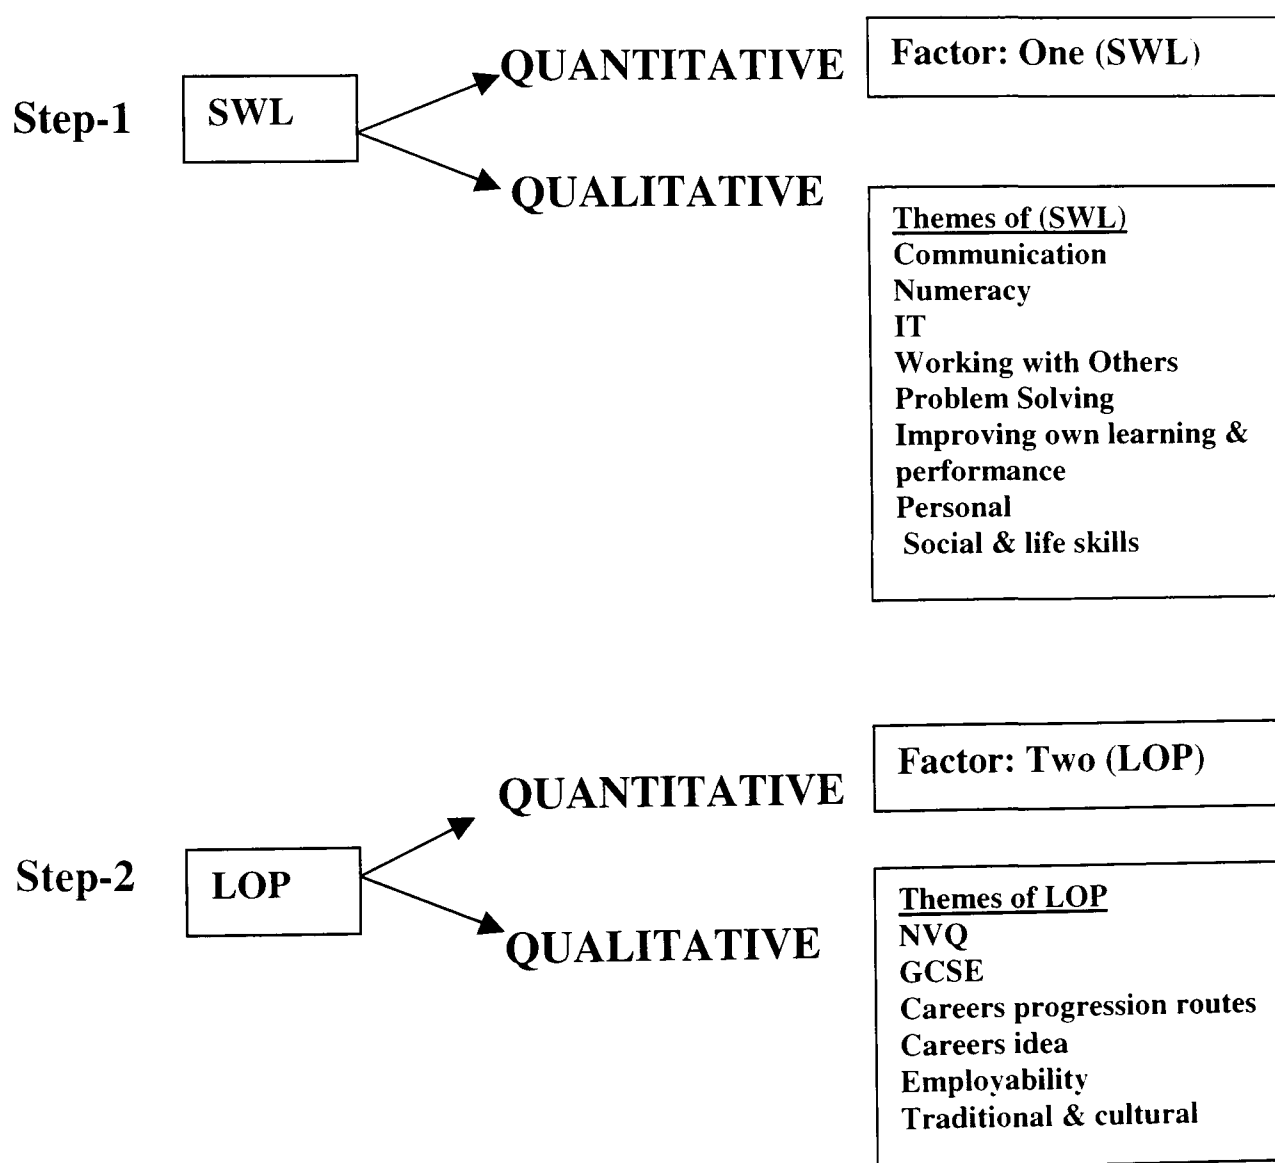 QUANTITATIVE
Factor: One (SWL)
Step-1
SWL
QUALITATIVE
Themes of (SWL)
Communication
Numeracy
IT
Working with Others
Problem Solving
Improving own learning &
performance
Personal
Social & life skills
QUANTITATIVE
Factor: Two (LOP)
Step-2
LOP
QUALITATIVE
Themes of LOP
NVQ
GCSE
Careers progression routes
Careers idea
Employability
Traditional & cultural